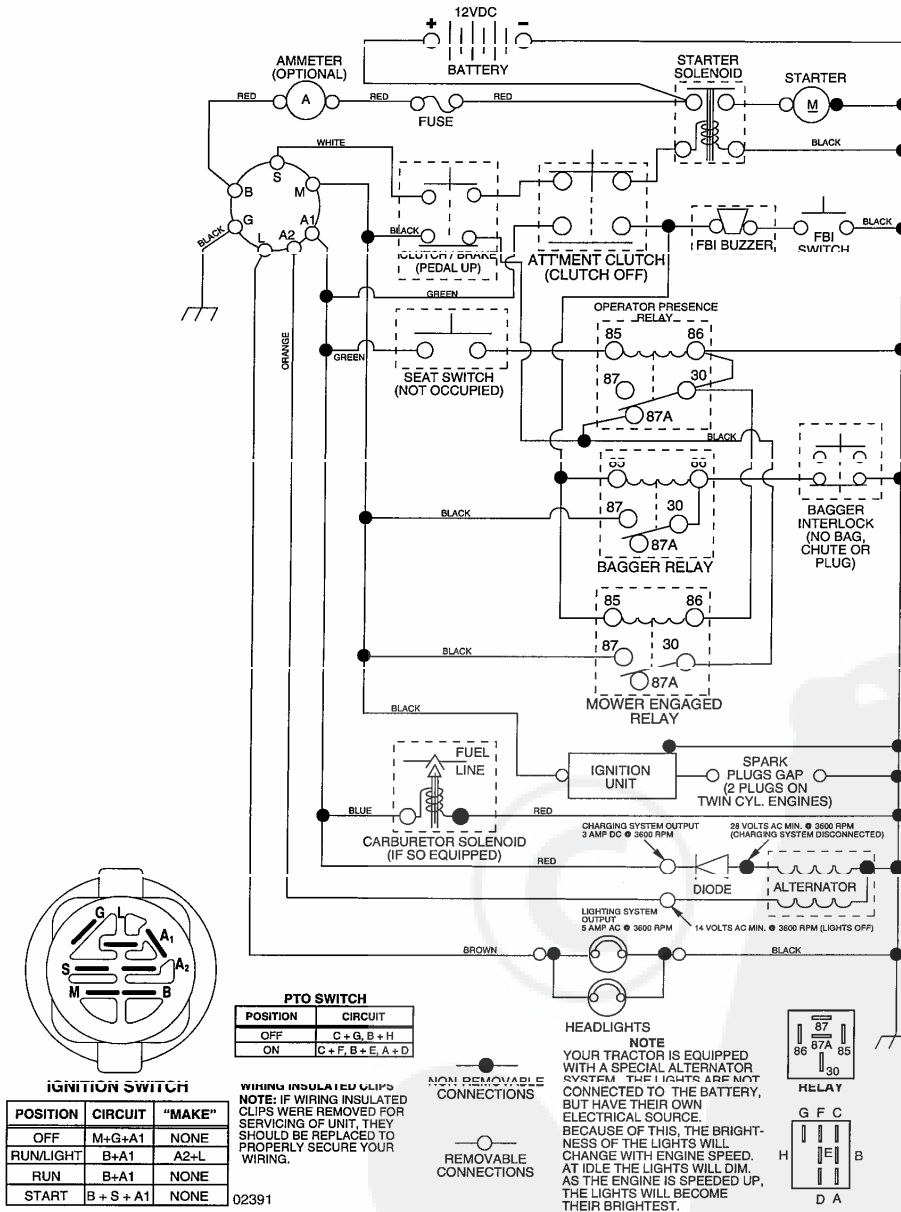 12VDC
+ −
BATTERY
AMMETER
(OPTIONAL)
STARTER
SOLENOID
STARTER
RED
A
RED
RED
M
FUSE
BLACK
WHITE
S
B
M
G
A1
A2
L
BLACK
BLACK
BLACK
CLUTCH / BRAKE
(PEDAL UP)
ATT'MENT CLUTCH
(CLUTCH OFF)
FBI BUZZER
FBI
SWITCH
GREEN
OPERATOR PRESENCE
RELAY
ORANGE
85
86
GREEN
SEAT SWITCH
(NOT OCCUPIED)
87
30
87A
BLACK
85
86
BLACK
87
30
87A
BAGGER RELAY
BAGGER
INTERLOCK
(NO BAG,
CHUTE OR
PLUG)
85
86
BLACK
87
30
87A
MOWER ENGAGED
RELAY
BLACK
FUEL
LINE
IGNITION
UNIT
SPARK
PLUGS GAP
(2 PLUGS ON
TWIN CYL. ENGINES)
BLUE
RED
CARBURETOR SOLENOID
(IF SO EQUIPPED)
CHARGING SYSTEM OUTPUT
3 AMP DC @ 3600 RPM
28 VOLTS AC MIN. @ 3600 RPM
(CHARGING SYSTEM DISCONNECTED)
RED
DIODE
ALTERNATOR
LIGHTING SYSTEM
OUTPUT
5 AMP AC @ 3600 RPM
14 VOLTS AC MIN. @ 3600 RPM (LIGHTS OFF)
BROWN
BLACK
HEADLIGHTS
G
L
A1
A2
S
M
B
IGNITION SWITCH
POSITION CIRCUIT "MAKE"
OFF M+G+A1 NONE
RUN/LIGHT B+A1 A2+L
RUN B+A1 NONE
START B + S + A1 NONE
02391
PTO SWITCH
POSITION CIRCUIT
OFF C + G, B + H
ON C + F, B + E, A + D
WIRING INSULATED CLIPS
NOTE: IF WIRING INSULATED
CLIPS WERE REMOVED FOR
SERVICING OF UNIT, THEY
SHOULD BE REPLACED TO
PROPERLY SECURE YOUR
WIRING.
NON-REMOVABLE
CONNECTIONS
REMOVABLE
CONNECTIONS
NOTE
YOUR TRACTOR IS EQUIPPED
WITH A SPECIAL ALTERNATOR
SYSTEM. THE LIGHTS ARE NOT
CONNECTED TO THE BATTERY,
BUT HAVE THEIR OWN
ELECTRICAL SOURCE.
BECAUSE OF THIS, THE BRIGHT-
NESS OF THE LIGHTS WILL
CHANGE WITH ENGINE SPEED.
AT IDLE THE LIGHTS WILL DIM.
AS THE ENGINE IS SPEEDED UP,
THE LIGHTS WILL BECOME
THEIR BRIGHTEST.
87
86
87A
85
30
RELAY
G F C
H
E
B
D A